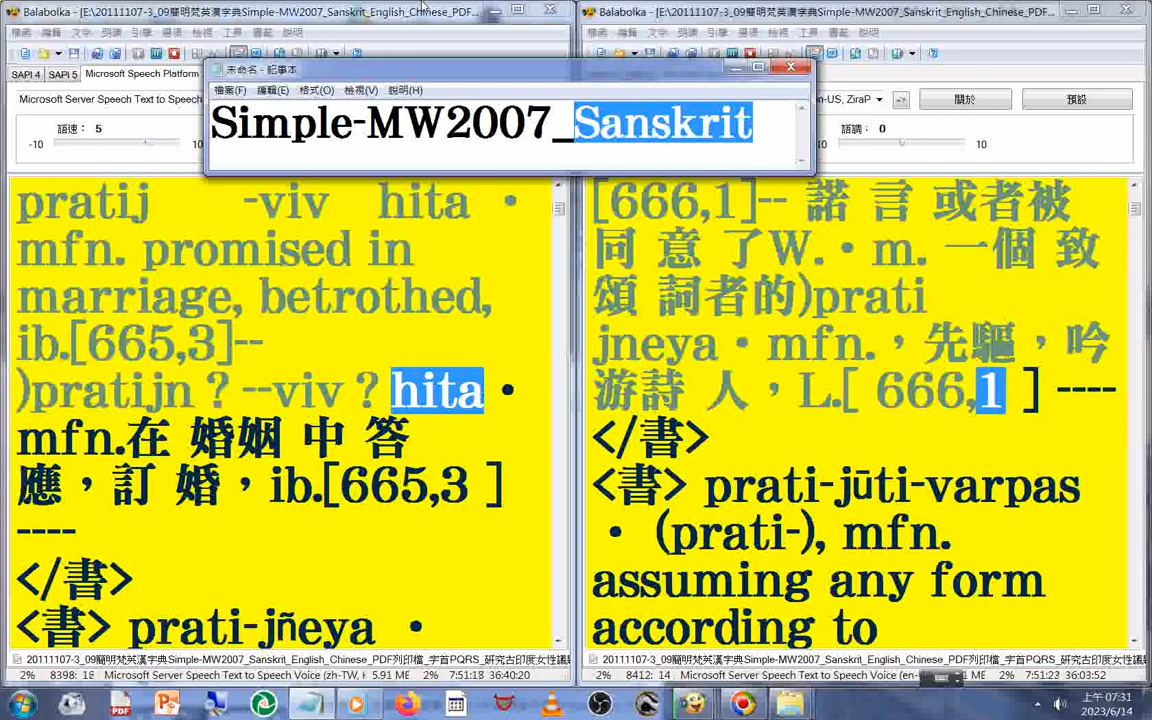 Balabolka - [E:\20111107-3_09簡明梵英漢字典Simple-MW2007_Sanskrit_English_Chinese_PDF...
Balabolka - [E:\20111107-3_09簡明梵英漢字典Simple-MW2007_Sanskrit_English_Chinese_PDF...
SAPI 4 SAPI 5 Microsoft Speech Platform
未命名 - 記事本
檔案(F) 編輯(E) 格式(O) 檢視(V) 說明(H)
Simple-MW2007_Sanskrit
Microsoft Server Speech Text to Speech
en-US, ZiraP
關於
預設
語速: 5
-10
10
語調: 0
10
pratij -viv hita •
mfn. promised in
marriage, betrothed,
ib.[665,3]--
)pratijn ? --viv ? hita •
mfn.在 婚姻 中 答
應，訂 婚，ib.[665,3 ]
----
</書>
<書> prati-jñeya •
[666,1]-- 諾 言 或者被
同 意 了W. • m. 一個 致
頌 詞者的)prati
jneya • mfn.，先驅，吟
游詩 人，L.[ 666,1 ] ----
</書>
<書> prati-jūti-varpas
• (prati-), mfn.
assuming any form
according to
20111107-3_09簡明梵英漢字典Simple-MW2007_Sanskrit_English_Chinese_PDF列印檔_字首PQRS_研究古印度女性議
20111107-3_09簡明梵英漢字典Simple-MW2007_Sanskrit_English_Chinese_PDF列印檔_字首PQRS_研究古印度女性議
2% 8398: 18 Microsoft Server Speech Text to Speech Voice (zh-TW, H 5.91 ME 2% 7:51:18 36:40:20
2% 8412: 14 Microsoft Server Speech Text to Speech Voice (en- 2% 7:51:3 36:03:52
上午 07:31
2023/6/14